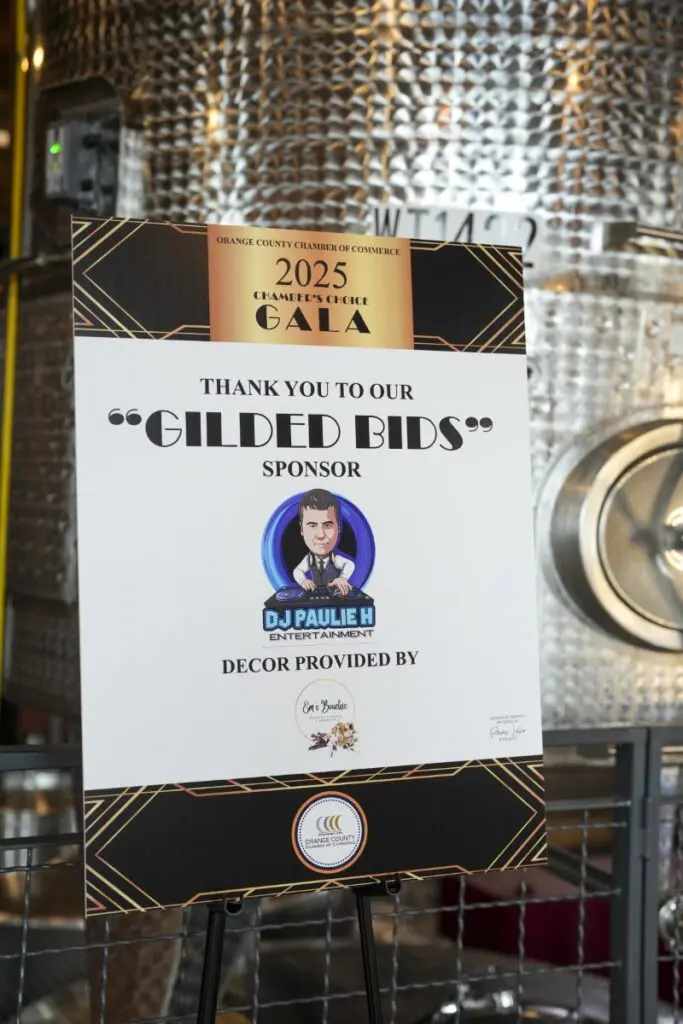 WT1422
ORANGE COUNTY CHAMBER OF COMMERCE
2025
CHAMBER'S CHOICE
GALA
THANK YOU TO OUR
“GILDED BIDS”
SPONSOR
DJ PAULIE H
ENTERTAINMENT
DECOR PROVIDED BY
ORANGE COUNTY
CHAMBER OF COMMERCE